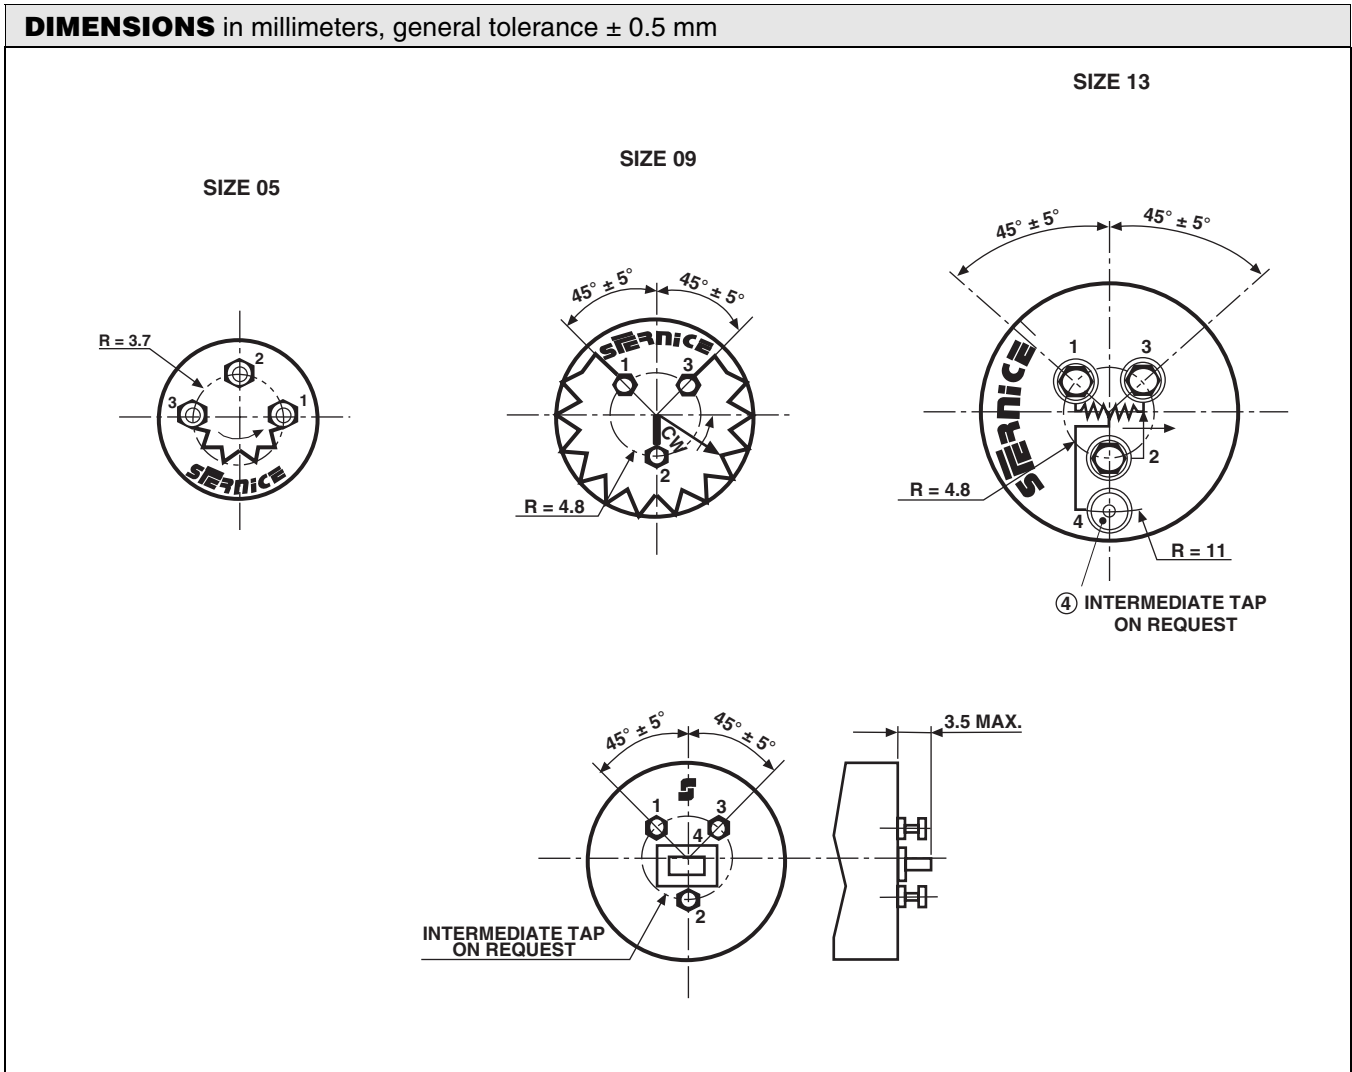 DIMENSIONS in millimeters, general tolerance ± 0.5 mm
SIZE 05
R = 3.7
2
3
1
SFERNICE
SIZE 09
45° ± 5°
45° ± 5°
SFERNICE
1
3
CW
2
R = 4.8
SIZE 13
45° ± 5°
45° ± 5°
SFERNICE
1
3
2
R = 4.8
4
R = 11
4 INTERMEDIATE TAP
ON REQUEST
45° ± 5°
45° ± 5°
S
1
3
4
2
INTERMEDIATE TAP
ON REQUEST
3.5 MAX.